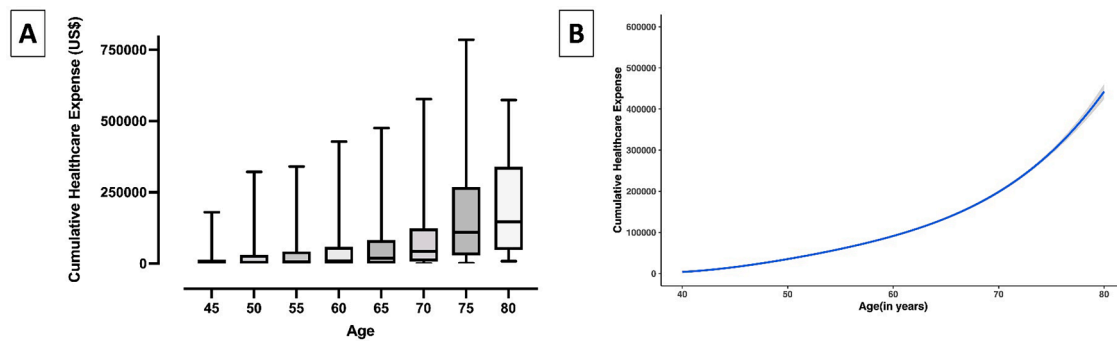 A
Cumulative Healthcare Expense (US$)
750000
500000
250000
0
45 50 55 60 65 70 75 80
Age
B
Cumulative Healthcare Expense
600000
500000
400000
300000
200000
100000
0
40 50 60 70 80
Age(in years)